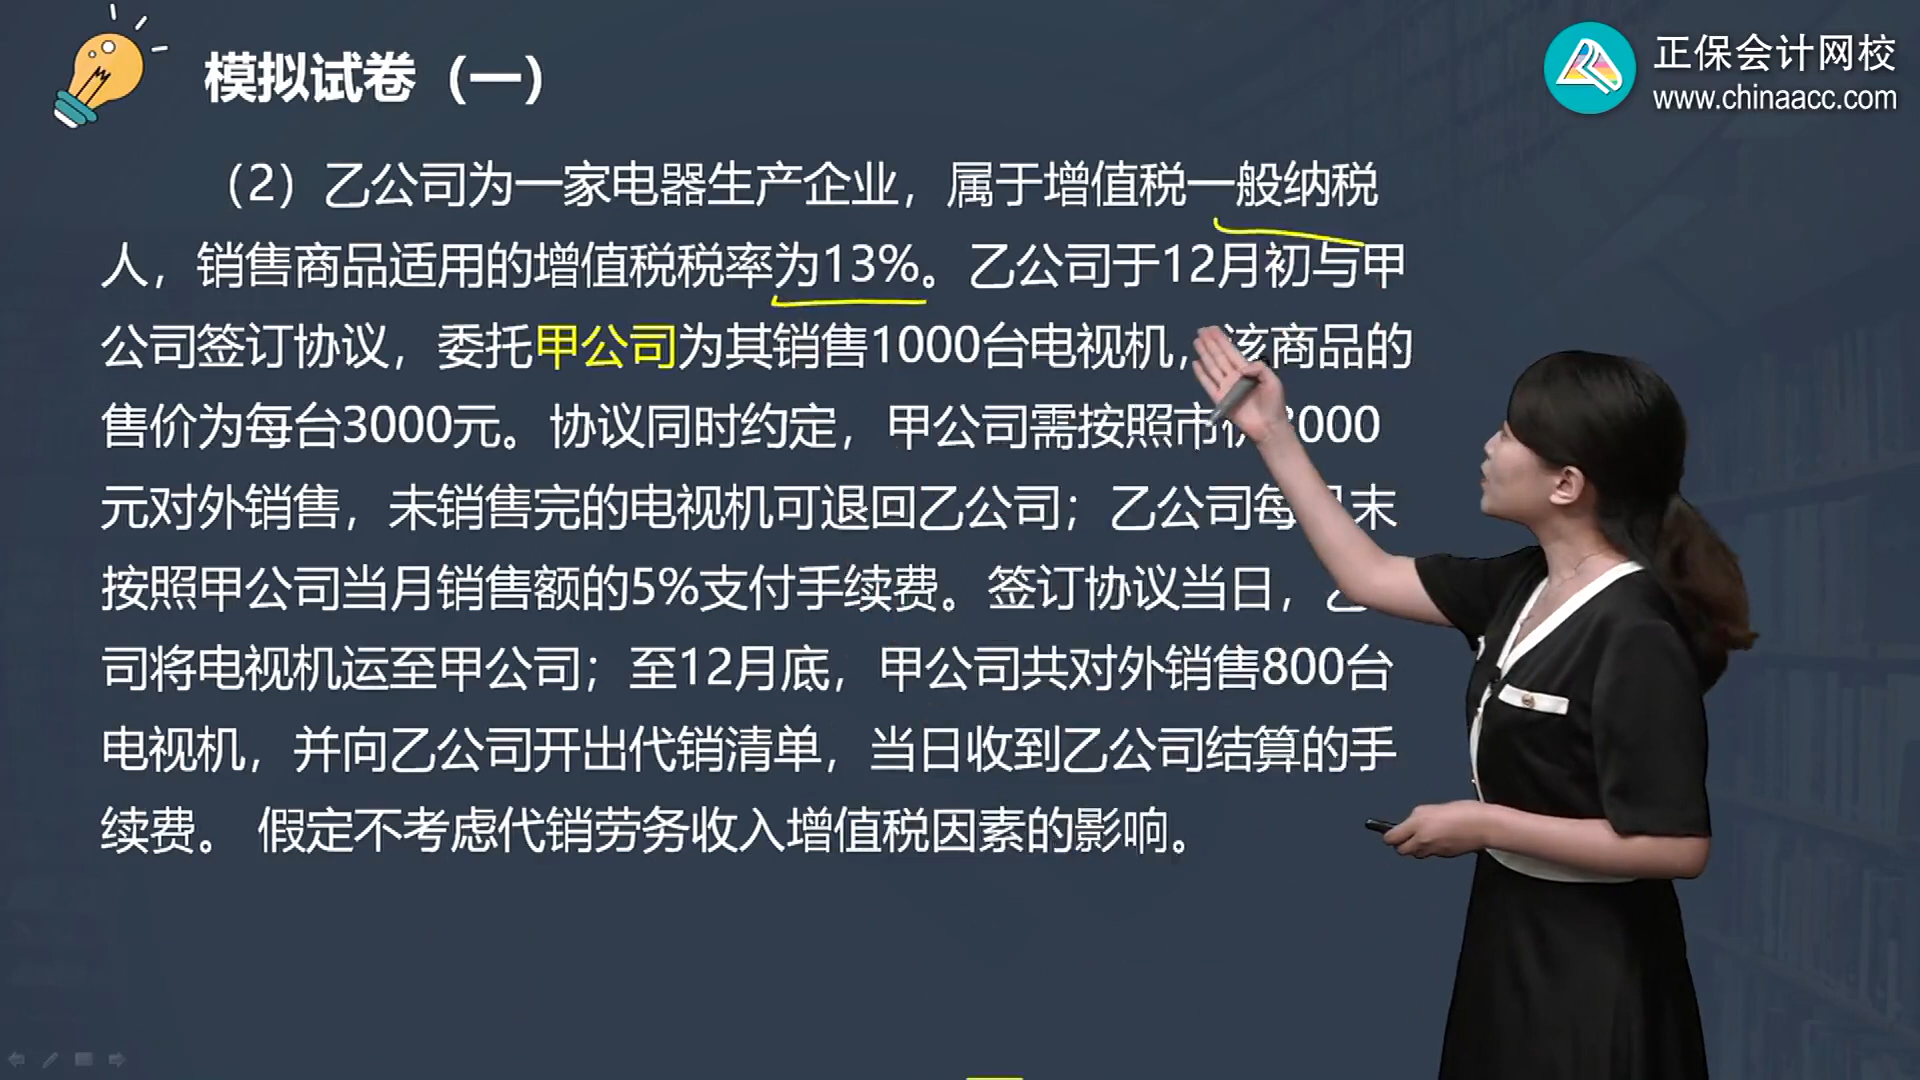 模拟试卷（一）
正保会计网校
www.chinaacc.com
（2）乙公司为一家电器生产企业，属于增值税一般纳税
人，销售商品适用的增值税税率为13%。乙公司于12月初与甲
公司签订协议，委托甲公司为其销售1000台电视机，该商品的
售价为每台3000元。协议同时约定，甲公司需按照市 000
元对外销售，未销售完的电视机可退回乙公司；乙公司每 末
按照甲公司当月销售额的5%支付手续费。签订协议当日，乙
司将电视机运至甲公司；至12月底，甲公司共对外销售800台
电视机，并向乙公司开出代销清单，当日收到乙公司结算的手
续费。 假定不考虑代销劳务收入增值税因素的影响。